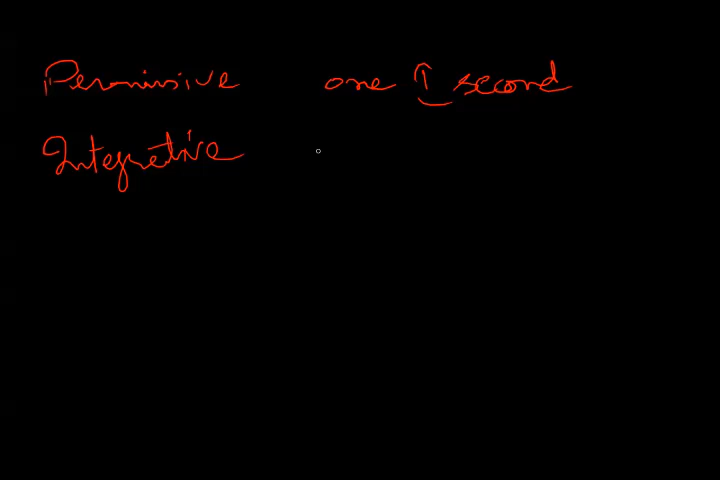 Permissive one ↑ second
Integrative